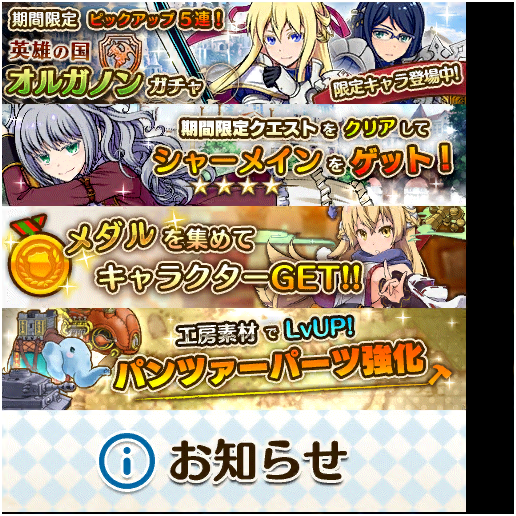 期間限定 ピックアップ5連!
英雄の国
オルガノン ガチャ
限定キャラ登場中!
期間限定クエストをクリアして
シャーメインをゲット!
★★★★
メダルを集めて
キャラクターGET!!
工房素材でLvUP!
パンツァーパーツ強化
i お知らせ